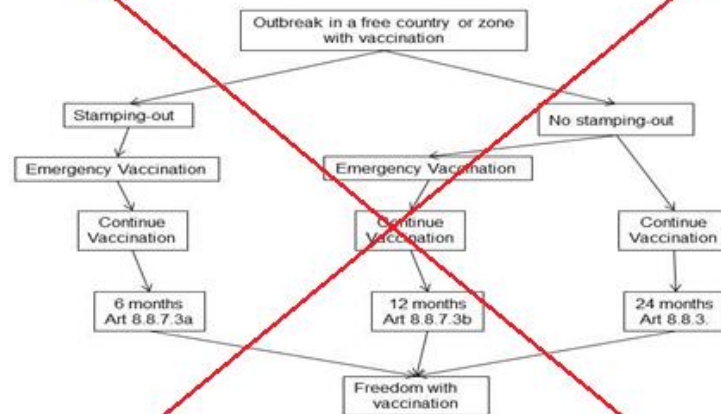 Outbreak in a free country or zone
with vaccination
Stamping-out
No stamping-out
Emergency Vaccination
Emergency Vaccination
Continue
Vaccination
Continue
Vaccination
Continue
Vaccination
6 months
Art 8.8.7.3a
12 months
Art 8.8.7.3b
24 months
Art 8.8.3.
Freedom with
vaccination